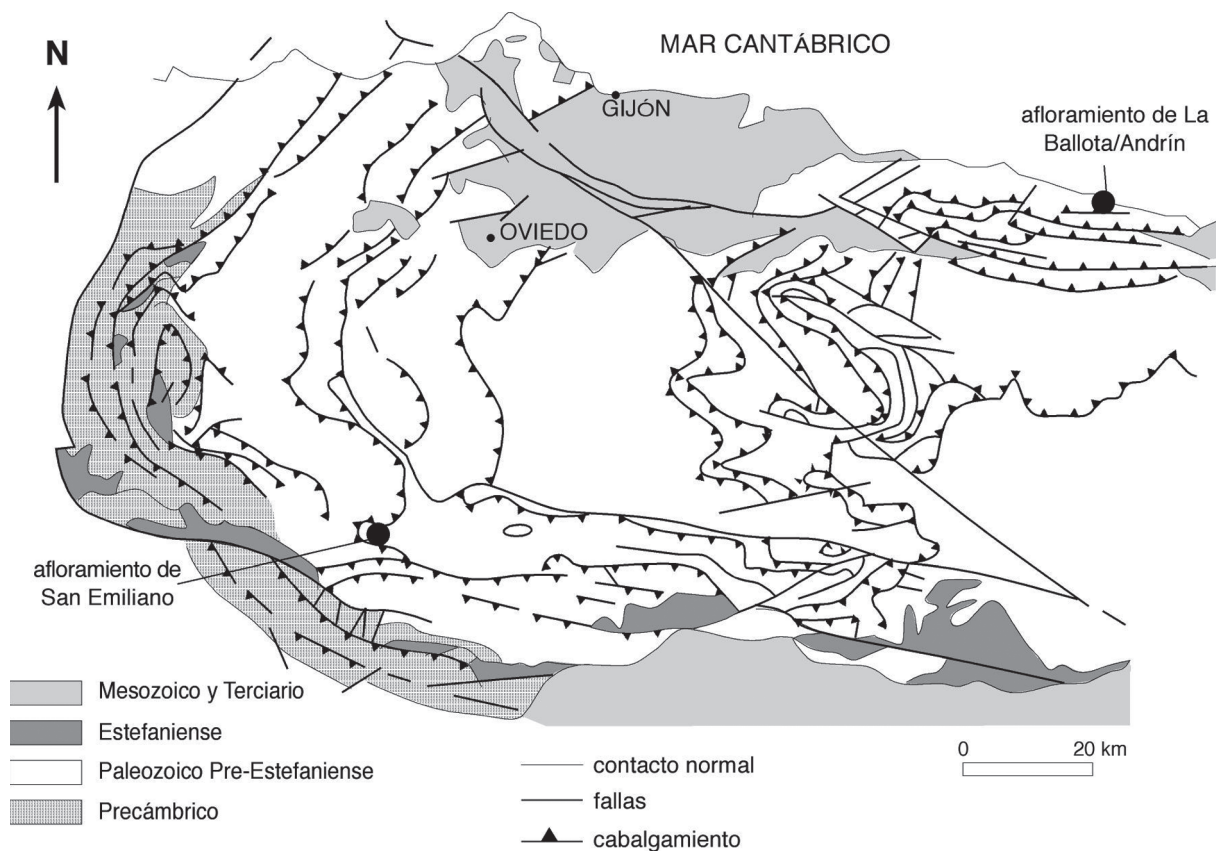 N
MAR CANTÁBRICO
GIJÓN
afloramiento de La
Ballota/Andrín
OVIEDO
afloramiento de
San Emiliano
Mesozoico y Terciario
Estefaniense
Paleozoico Pre-Estefaniense
Precámbrico
contacto normal
fallas
cabalgamiento
0 20 km